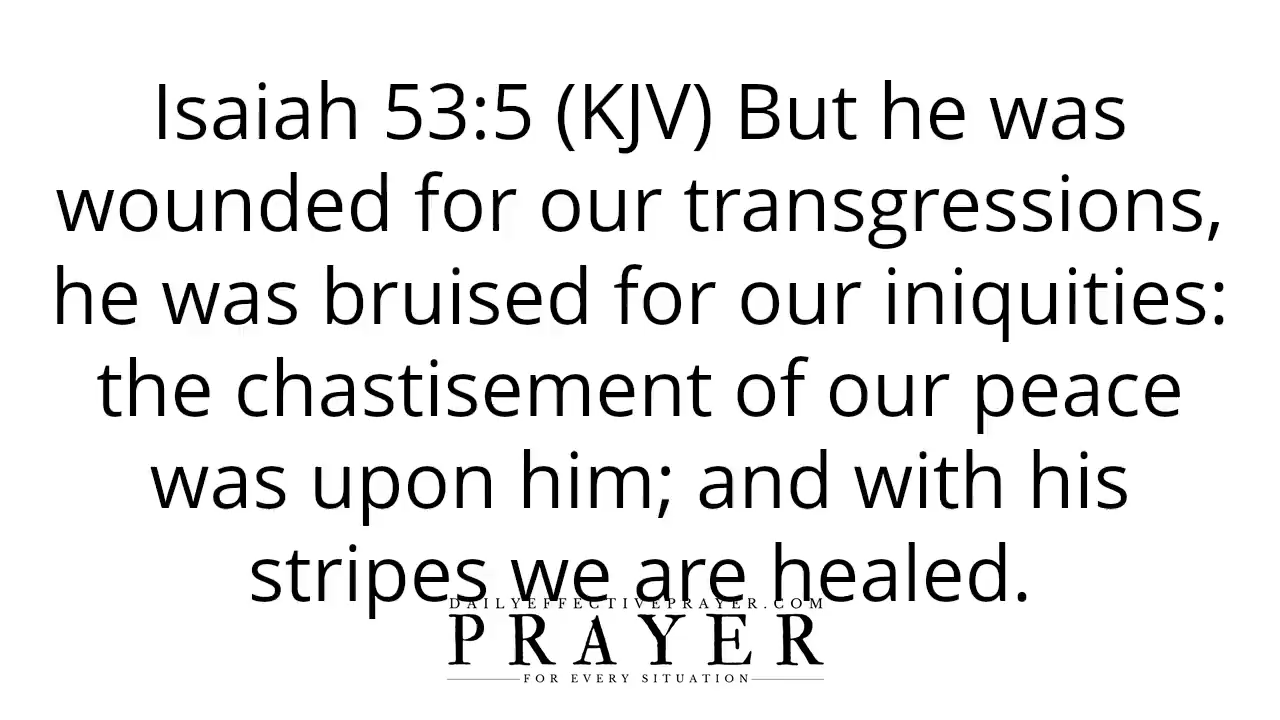 Isaiah 53:5 (KJV) But he was
wounded for our transgressions,
he was bruised for our iniquities:
the chastisement of our peace
was upon him; and with his
stripes we are healed.
DAILYEFFECTIVEPRAYER.COM
PRAYER
FOR EVERY SITUATION